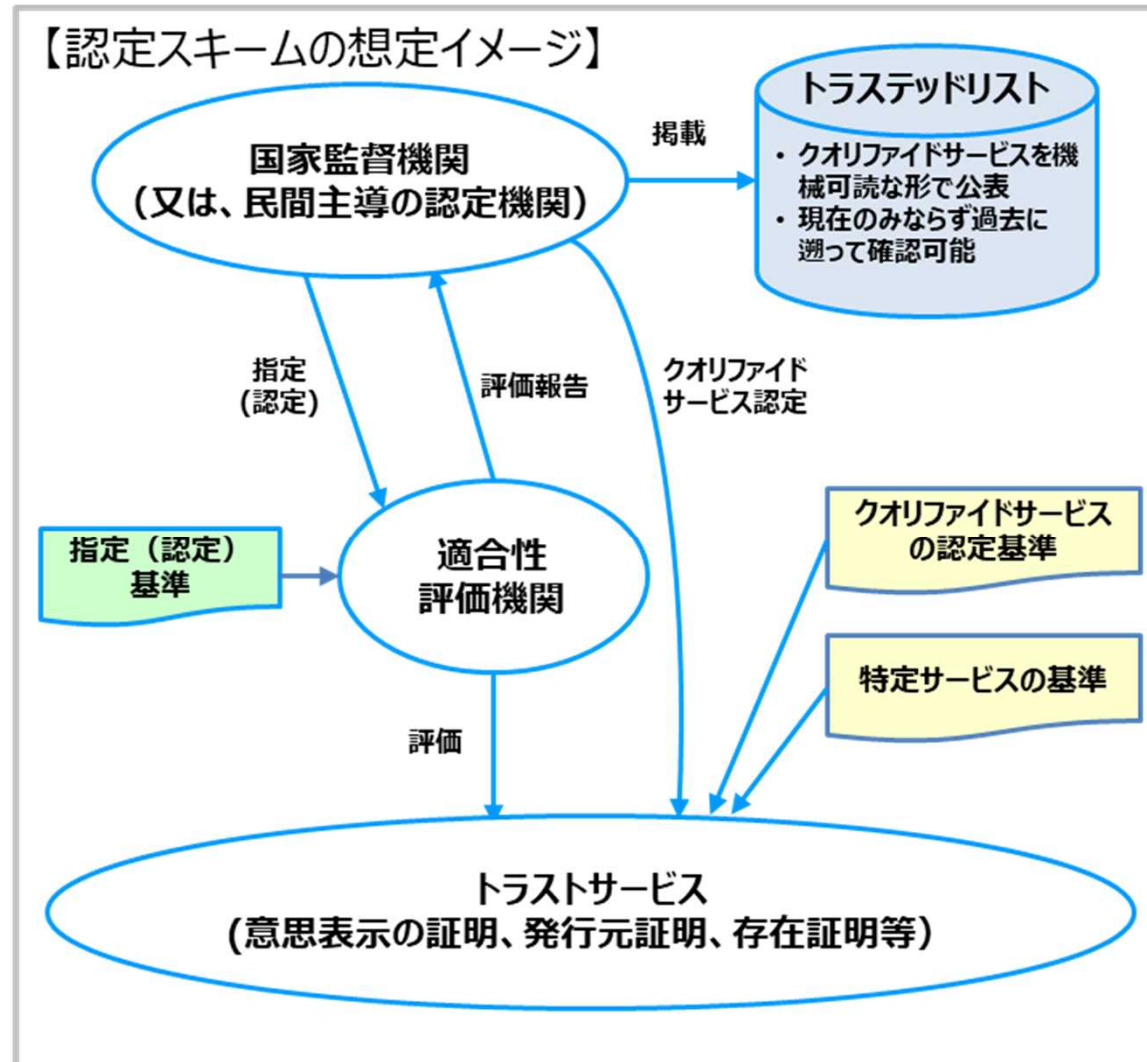 【認定スキームの想定イメージ】
トラステッドリスト
・ クオリファイドサービスを機
械可読な形で公表
・ 現在のみならず過去に
遡って確認可能
掲載
国家監督機関
（又は、民間主導の認定機関）
指定
(認定)
評価報告
クオリファイド
サービス認定
指定（認定）
基準
適合性
評価機関
クオリファイドサービス
の認定基準
特定サービスの基準
評価
トラストサービス
(意思表示の証明、発行元証明、存在証明等）